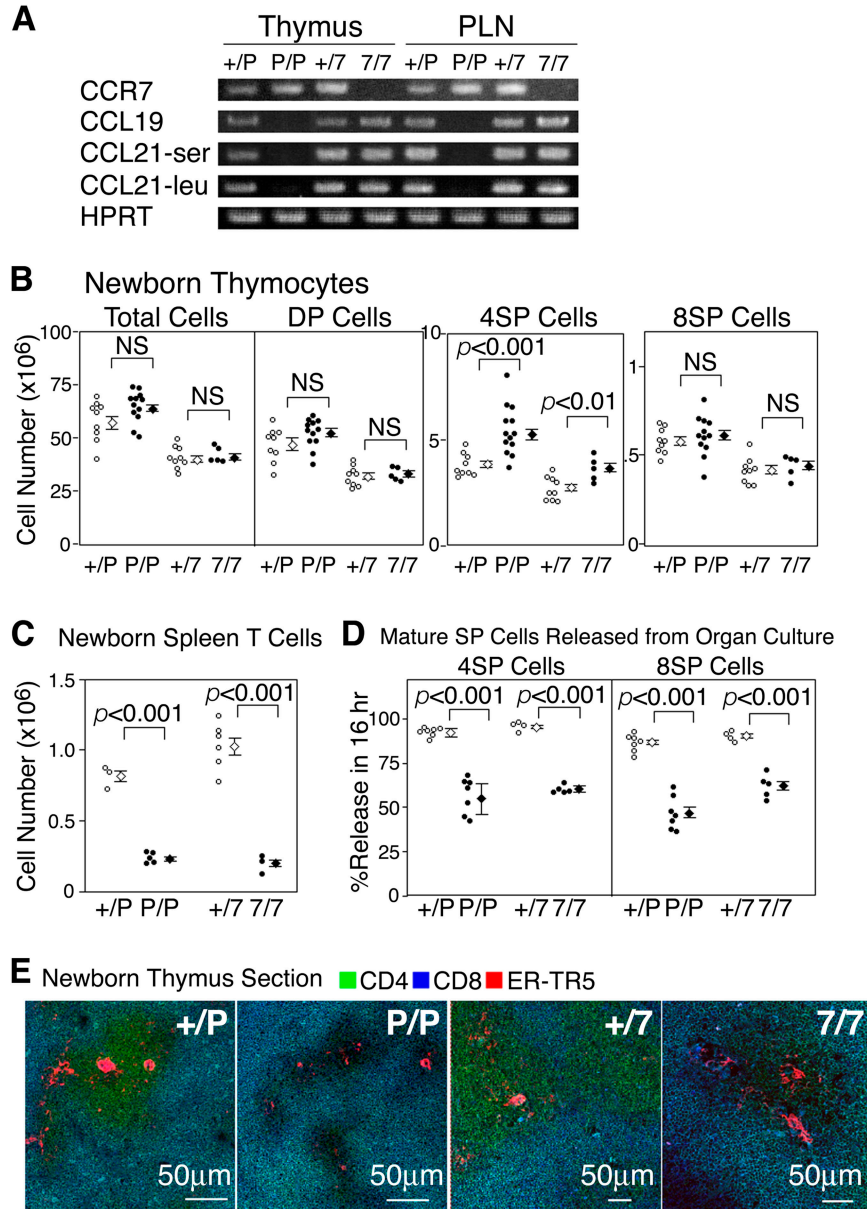 A
Thymus PLN
+/P P/P +/7 7/7 +/P P/P +/7 7/7
CCR7
CCL19
CCL21-ser
CCL21-leu
HPRT
B Newborn Thymocytes
Total Cells DP Cells 4SP Cells 8SP Cells
Cell Number (x10⁶)
100
75
50
25
0
NS NS
NS NS
10
5
0
p<0.001
p<0.01
1
.5
0
NS
NS
+/P P/P +/7 7/7 +/P P/P +/7 7/7 +/P P/P +/7 7/7 +/P P/P +/7 7/7
C Newborn Spleen T Cells
Cell Number (x10⁶)
1.5
1.0
0.5
0
p<0.001 p<0.001
+/P P/P +/7 7/7
D Mature SP Cells Released from Organ Culture
4SP Cells 8SP Cells
%Release in 16 hr
100
75
50
25
0
p<0.001 p<0.001 p<0.001 p<0.001
+/P P/P +/7 7/7 +/P P/P +/7 7/7
E Newborn Thymus Section CD4 CD8 ER-TR5
+/P P/P +/7 7/7
50μm 50μm 50μm 50μm